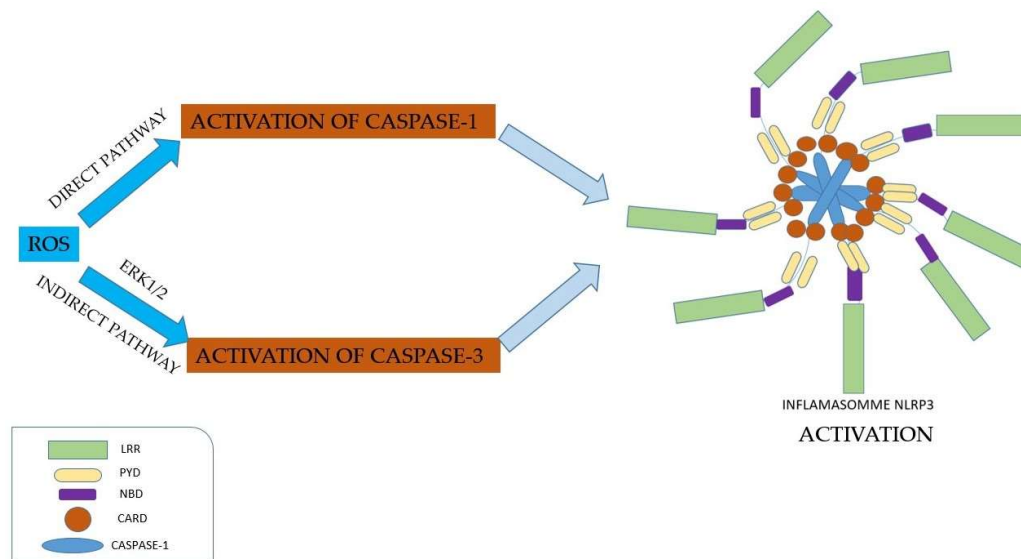 DIRECT PATHWAY
ACTIVATION OF CASPASE-1
ROS
ERK1/2
INDIRECT PATHWAY
ACTIVATION OF CASPASE-3
INFLAMASOMME NLRP3
ACTIVATION
LRR
PYD
NBD
CARD
CASPASE-1